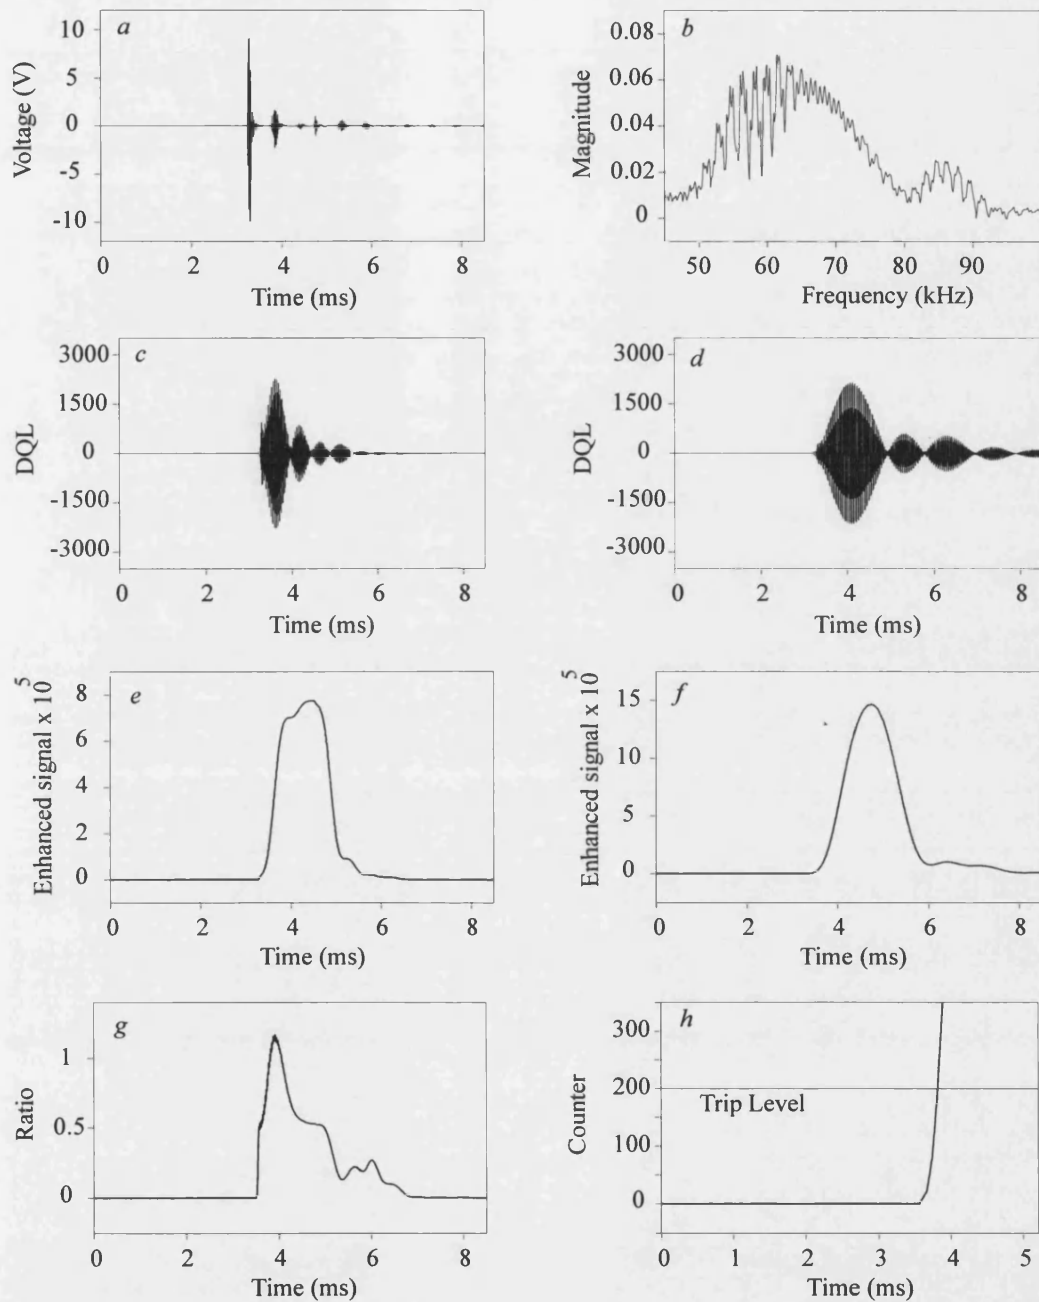 a
10
5
0
-5
-10
Voltage (V)
0 2 4 6 8
Time (ms)
b
0.08
0.06
0.04
0.02
0
Magnitude
50 60 70 80 90
Frequency (kHz)
c
3000
1500
0
-1500
-3000
DQL
0 2 4 6 8
Time (ms)
d
3000
1500
0
-1500
-3000
DQL
0 2 4 6 8
Time (ms)
e
8
6
4
2
0
Enhanced signal x 10^5
0 2 4 6 8
Time (ms)
f
15
10
5
0
Enhanced signal x 10^5
0 2 4 6 8
Time (ms)
g
1
0.5
0
Ratio
0 2 4 6 8
Time (ms)
h
300
200
100
0
Trip Level
Counter
0 1 2 3 4 5
Time (ms)